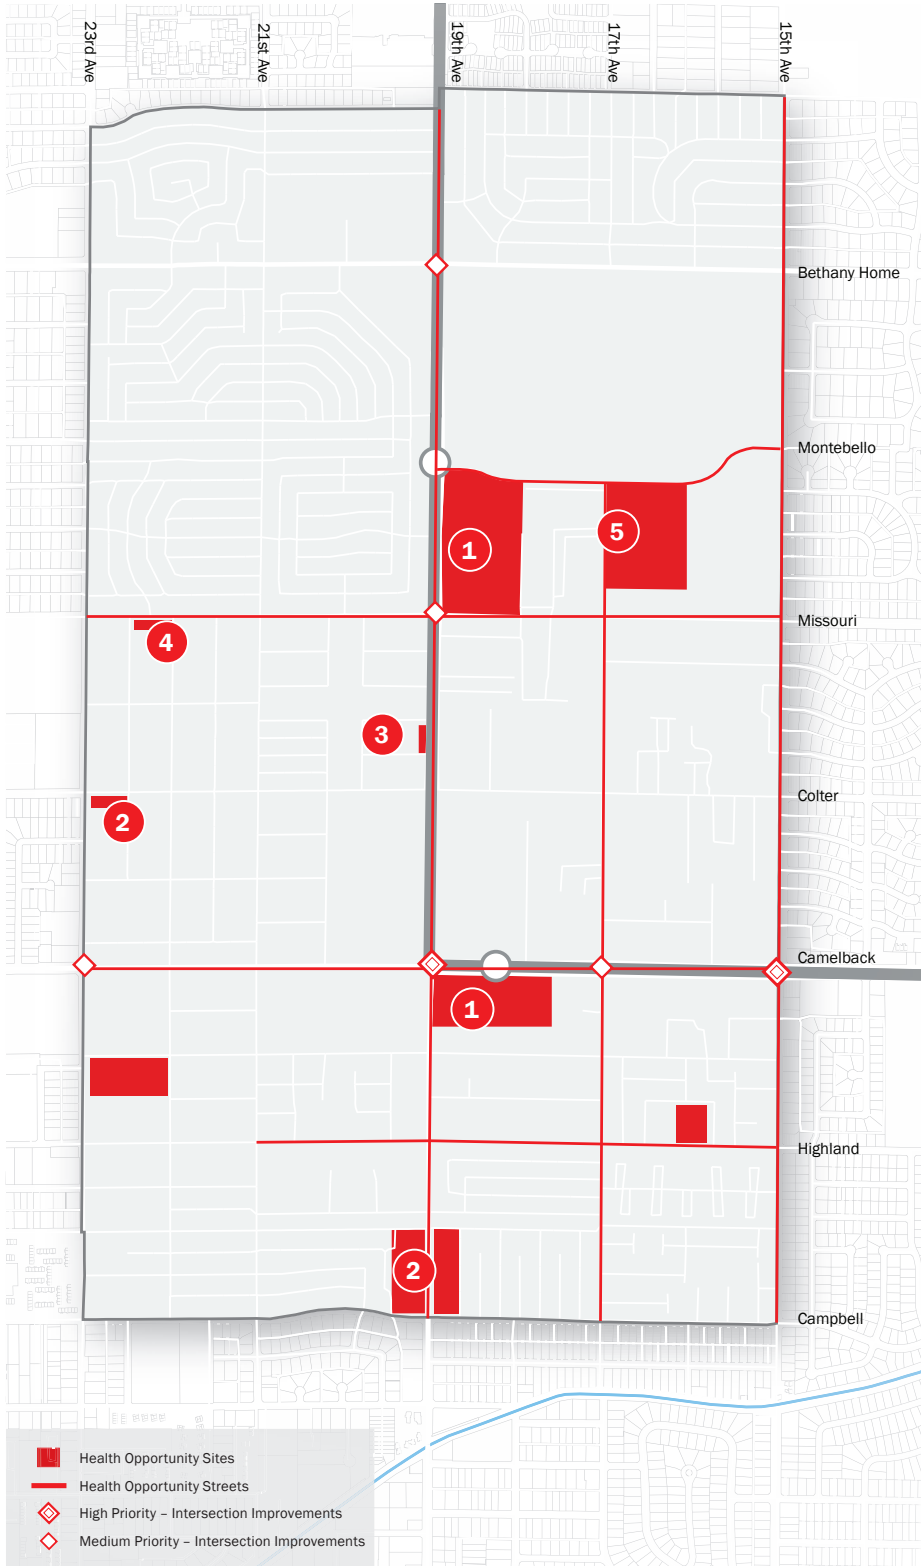 23rd Ave
21st Ave
19th Ave
17th Ave
15th Ave
Bethany Home
Montebello
1
5
Missouri
4
3
Colter
2
Camelback
1
Highland
2
Campbell
Health Opportunity Sites
Health Opportunity Streets
High Priority – Intersection Improvements
Medium Priority – Intersection Improvements